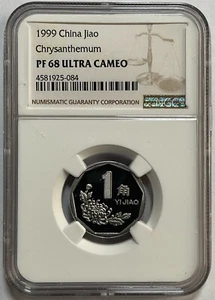 1999 China Jiao
Chrysanthemum
PF 68 ULTRA CAMEO
4581925-084
NGC
NUMISMATIC GUARANTY CORPORATION
1角
YI JIAO